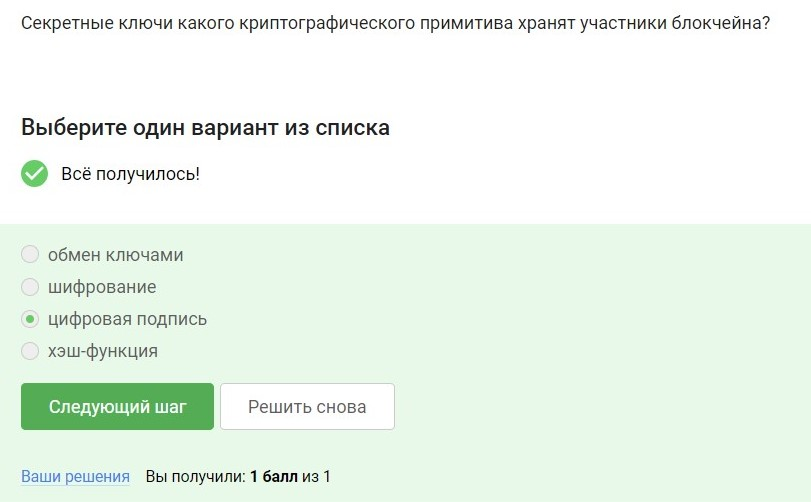 Секретные ключи какого криптографического примитива хранят участники блокчейна?
Выберите один вариант из списка
Всё получилось!
обмен ключами
шифрование
цифровая подпись
хэш-функция
Следующий шаг Решить снова
Ваши решения Вы получили: 1 балл из 1